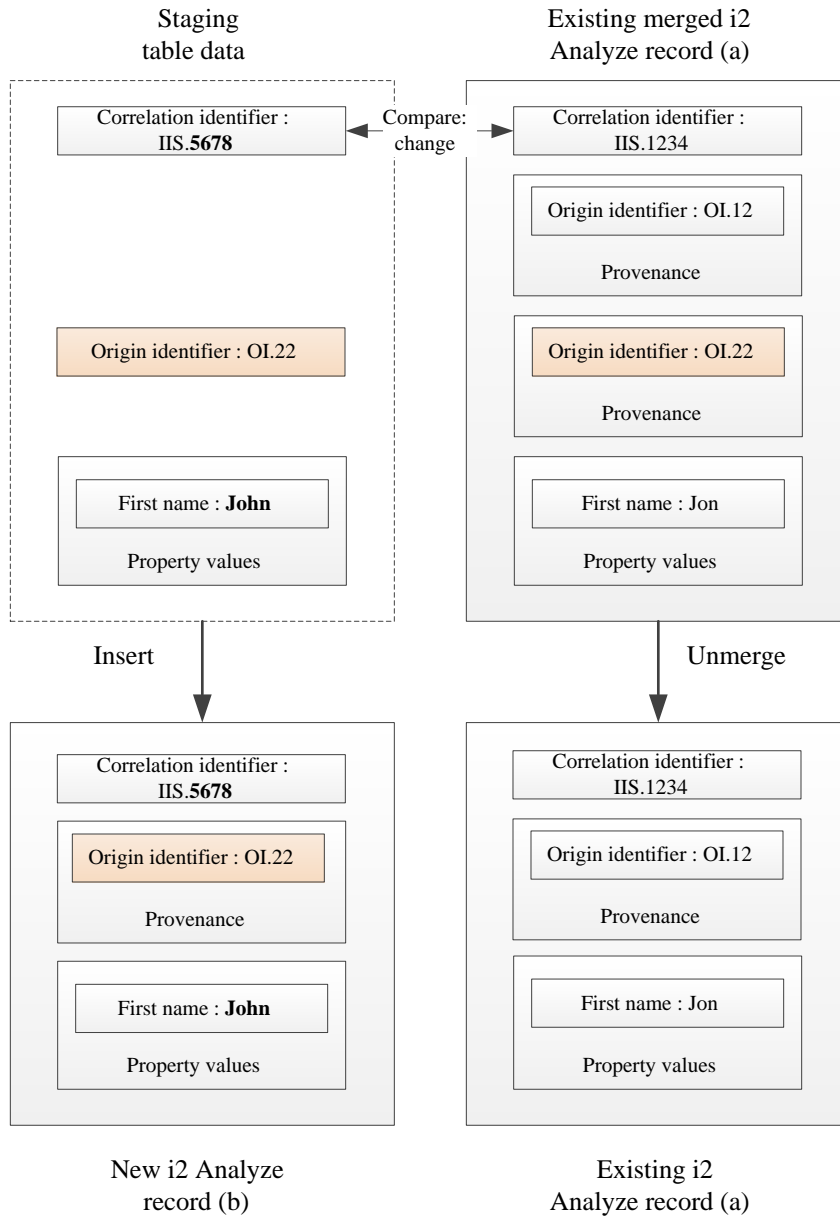 Staging
table data
Existing merged i2
Analyze record (a)
Correlation identifier :
IIS.5678
Compare:
change
Correlation identifier :
IIS.1234
Origin identifier : OI.12
Provenance
Origin identifier : OI.22
Origin identifier : OI.22
Provenance
First name : John
Property values
First name : Jon
Property values
Insert
Unmerge
Correlation identifier :
IIS.5678
Origin identifier : OI.22
Provenance
First name : John
Property values
Correlation identifier :
IIS.1234
Origin identifier : OI.12
Provenance
First name : Jon
Property values
New i2 Analyze
record (b)
Existing i2
Analyze record (a)